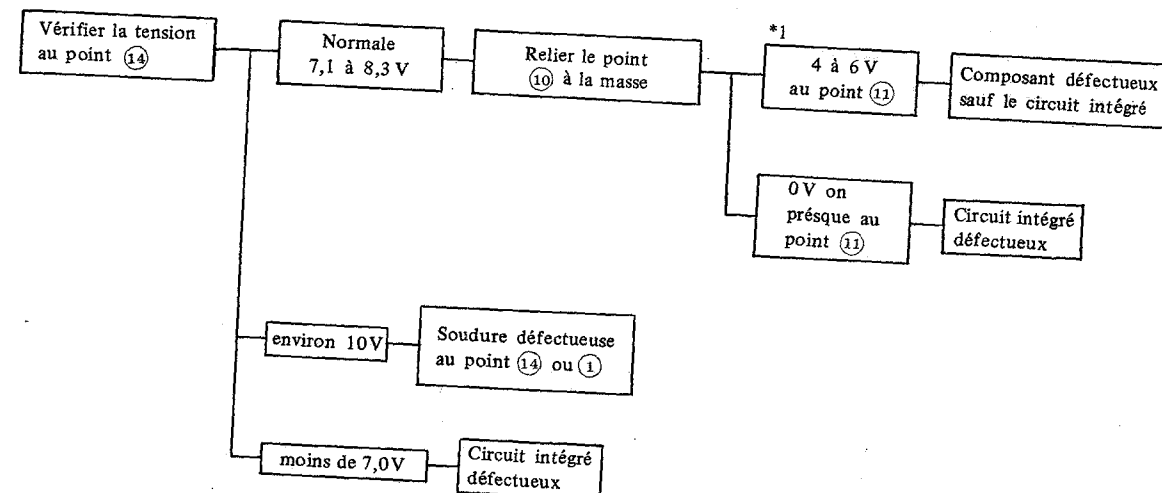 Vérifier la tension
au point ⑭
Normale
7,1 à 8,3 V
Relier le point
⑩ à la masse
*1
4 à 6 V
au point ⑪
Composant défectueux
sauf le circuit intégré
0 V on
présque au
point ⑪
Circuit intégré
défectueux
environ 10 V
Soudure défectueuse
au point ⑭ ou ①
moins de 7,0V
Circuit intégré
défectueux